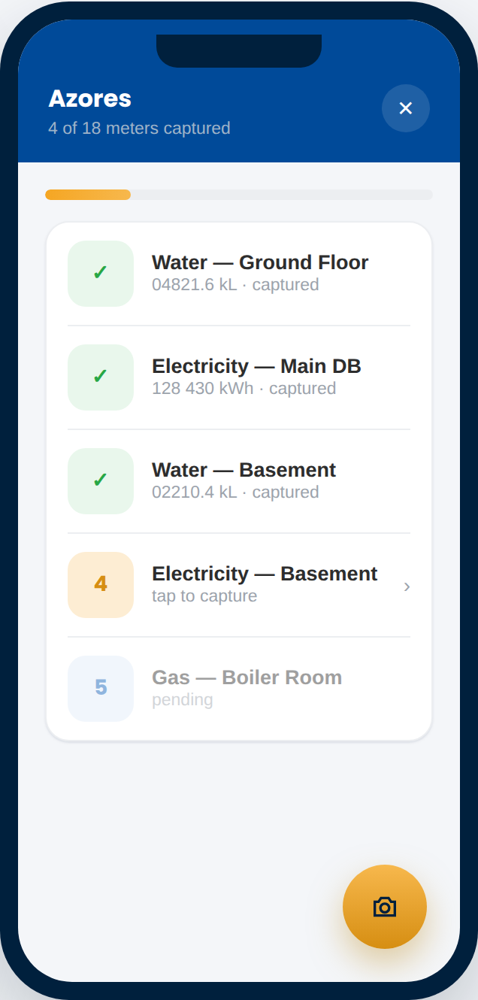 Azores
4 of 18 meters captured
✕
✓
Water — Ground Floor
04821.6 kL · captured
✓
Electricity — Main DB
128 430 kWh · captured
✓
Water — Basement
02210.4 kL · captured
4
Electricity — Basement
tap to capture
›
5
Gas — Boiler Room
pending